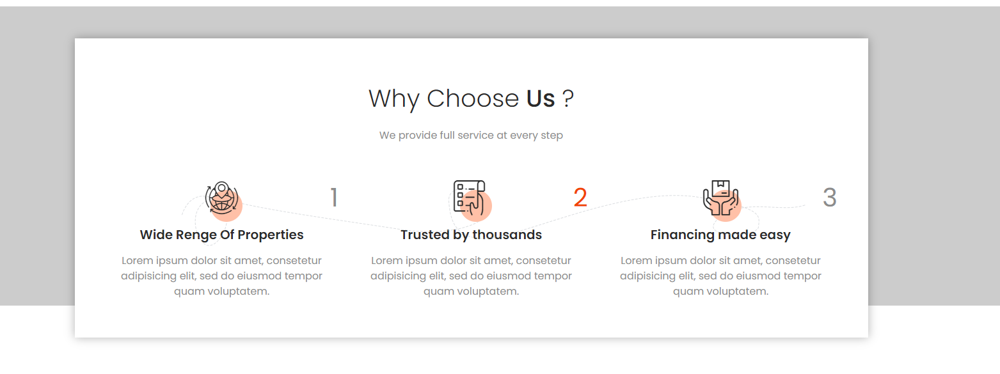 Why Choose Us ?
We provide full service at every step
1
2
3
Wide Renge Of Properties
Trusted by thousands
Financing made easy
Lorem ipsum dolor sit amet, consetetur
adipisicing elit, sed do eiusmod tempor
quam voluptatem.
Lorem ipsum dolor sit amet, consetetur
adipisicing elit, sed do eiusmod tempor
quam voluptatem.
Lorem ipsum dolor sit amet, consetetur
adipisicing elit, sed do eiusmod tempor
quam voluptatem.